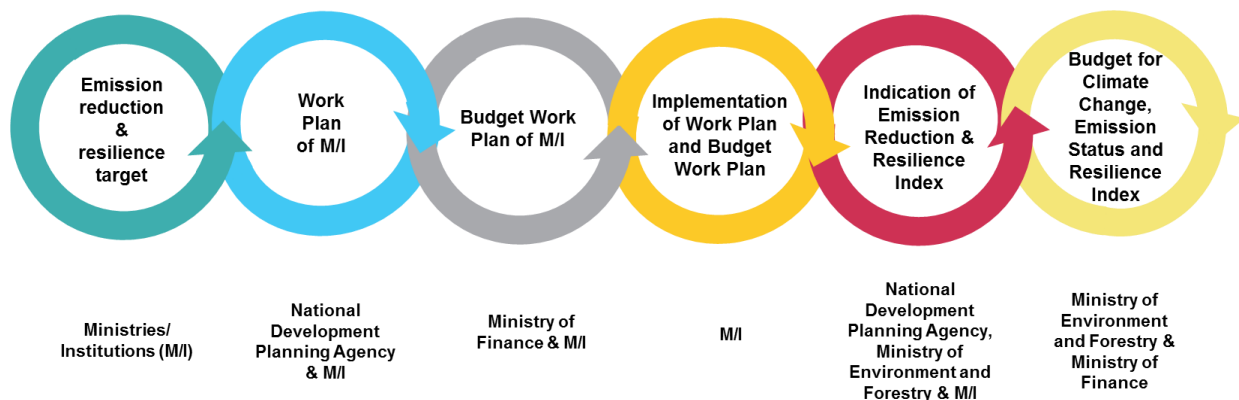 Emission
reduction
&
resilience
target
Work
Plan
of M/I
Budget Work
Plan of M/I
Implementation
of Work Plan
and Budget
Work Plan
Indication of
Emission
Reduction &
Resilience
Index
Budget for
Climate
Change,
Emission
Status and
Resilience
Index
Ministries/
Institutions (M/I)
National
Development
Planning Agency
& M/I
Ministry of
Finance & M/I
M/I
National
Development
Planning Agency,
Ministry of
Environment and
Forestry & M/I
Ministry of
Environment
and Forestry &
Ministry of
Finance